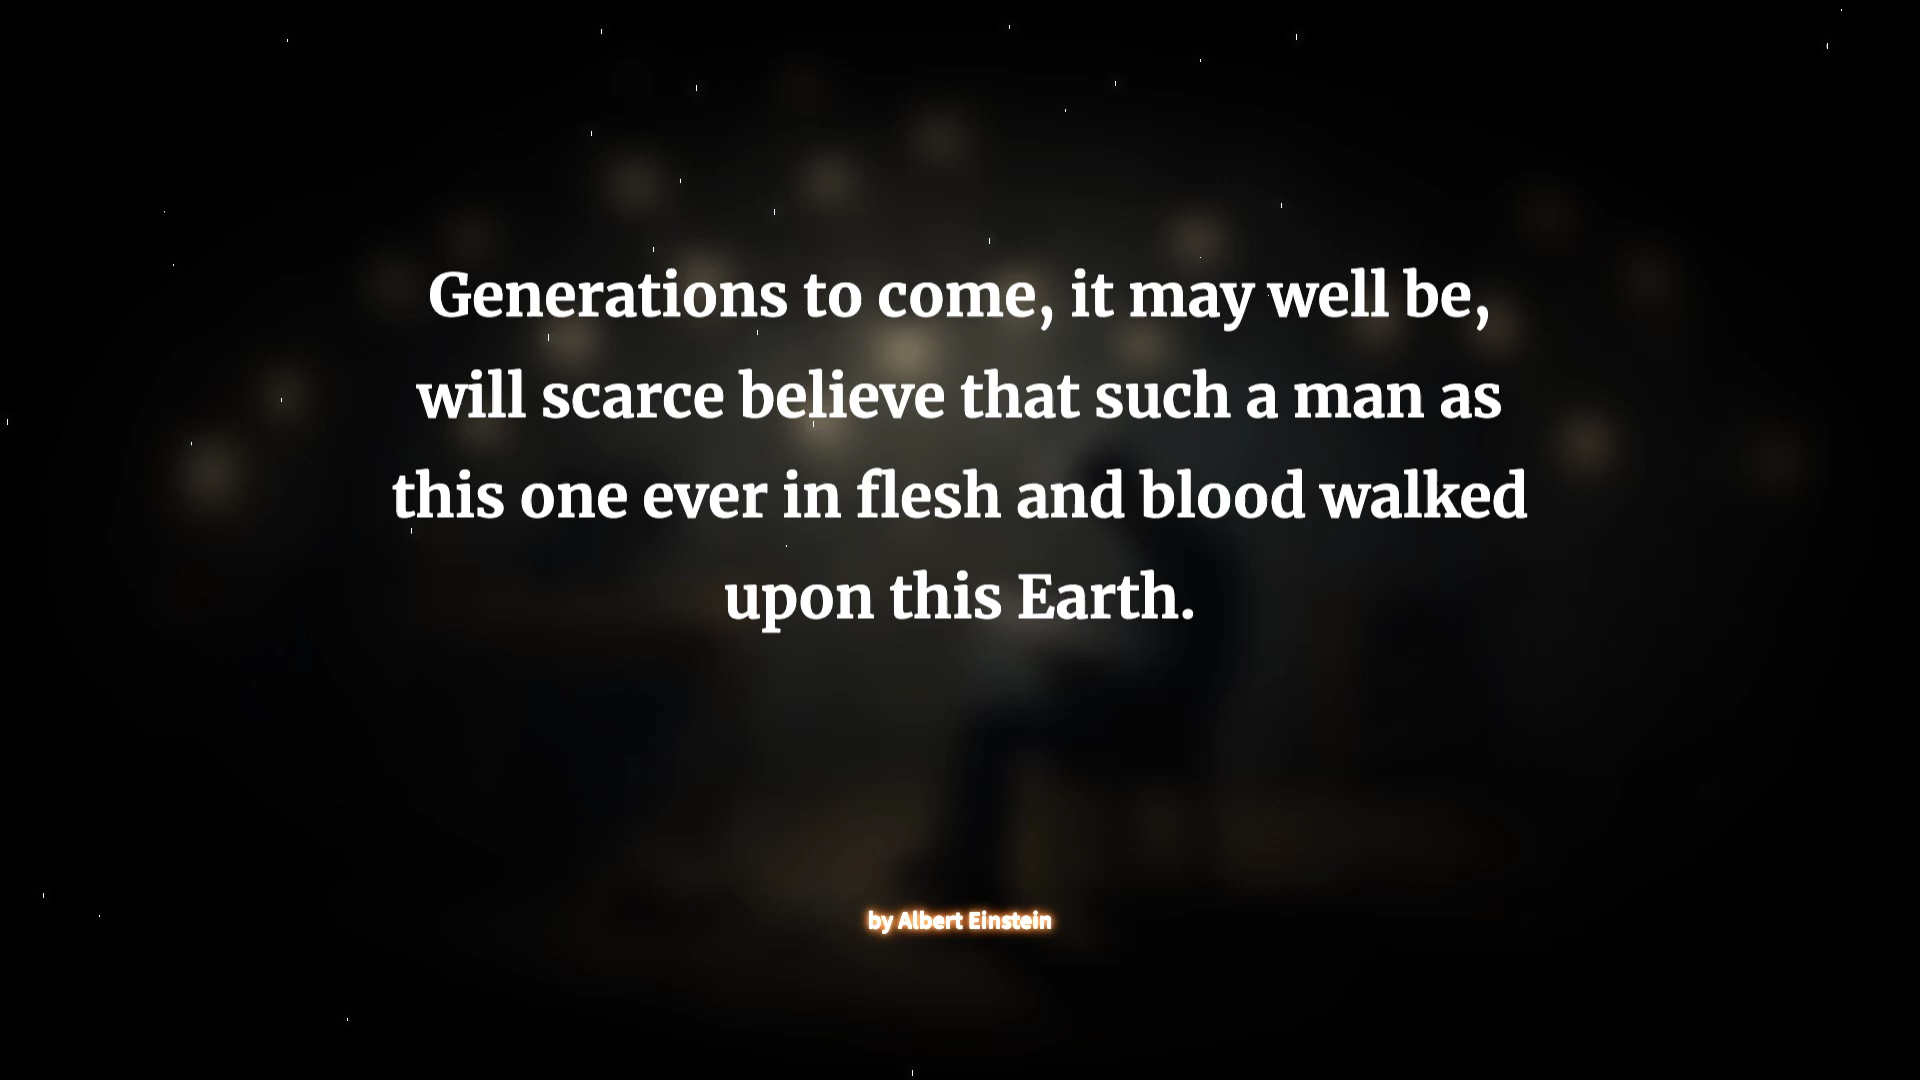 Generations to come, it may well be,
will scarce believe that such a man as
this one ever in flesh and blood walked
upon this Earth.
by Albert Einstein